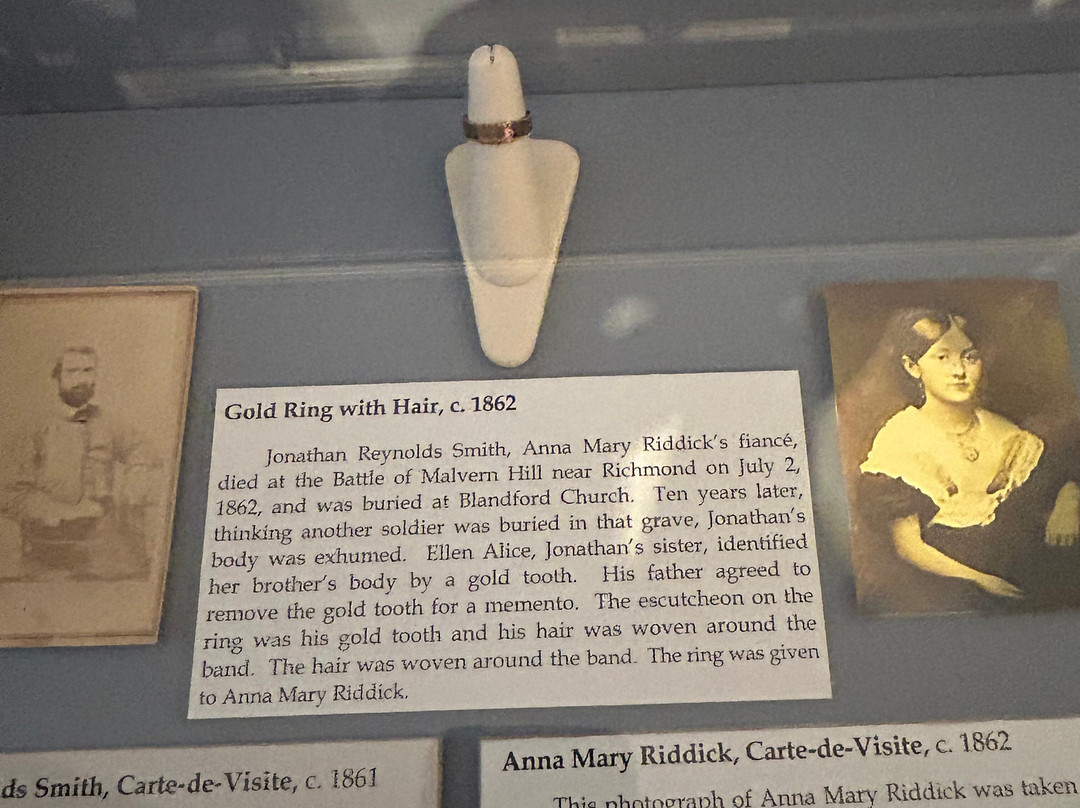 Gold Ring with Hair, c. 1862
Jonathan Reynolds Smith, Anna Mary Riddick's fiancé,
died at the Battle of Malvern Hill near Richmond on July 2,
1862, and was buried at Blandford Church. Ten years later,
thinking another soldier was buried in that grave, Jonathan's
body was exhumed. Ellen Alice, Jonathan's sister, identified
her brother's body by a gold tooth. His father agreed to
remove the gold tooth for a memento. The escutcheon on the
ring was his gold tooth and his hair was woven around the
band. The hair was woven around the band. The ring was given
to Anna Mary Riddick.
ds Smith, Carte-de-Visite, c. 1861
Anna Mary Riddick, Carte-de-Visite, c. 1862
This photograph of Anna Mary Riddick was taken